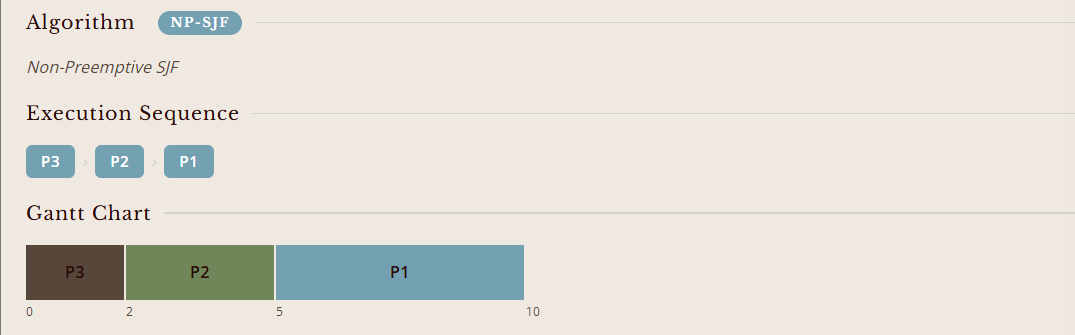 Algorithm NP-SJF
Non-Preemptive SJF
Execution Sequence
P3 › P2 › P1
Gantt Chart
P3 P2 P1
0 2 5 10